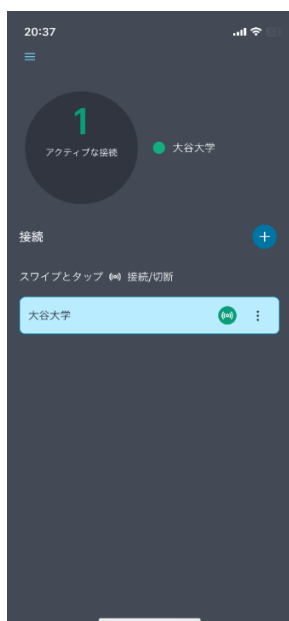 20:37
1
アクティブな接続
大谷大学
接続
スワイプとタップ 接続/切断
大谷大学